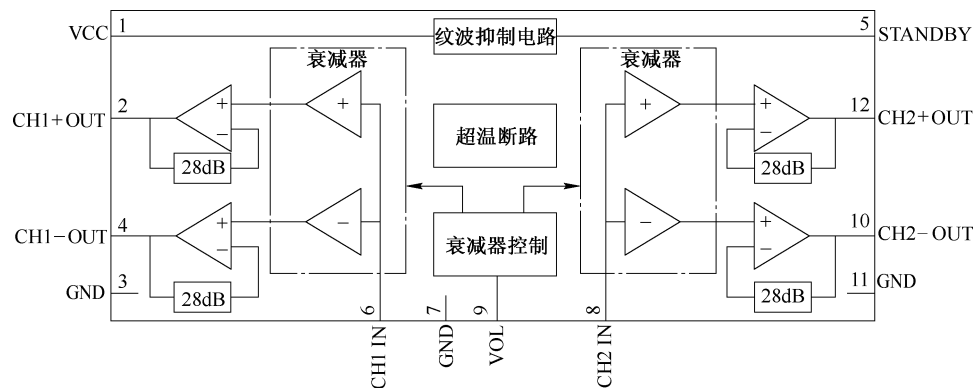 VCC
1
纹波抑制电路
5
STANDBY
衰减器
衰减器
CH1+OUT
2
+
−
28dB
+
超温断路
+
+
−
28dB
12
CH2+OUT
CH1−OUT
4
+
−
28dB
−
衰减器控制
−
+
−
28dB
10
CH2−OUT
GND
3
11
GND
6
7
9
8
CH1 IN
GND
VOL
CH2 IN